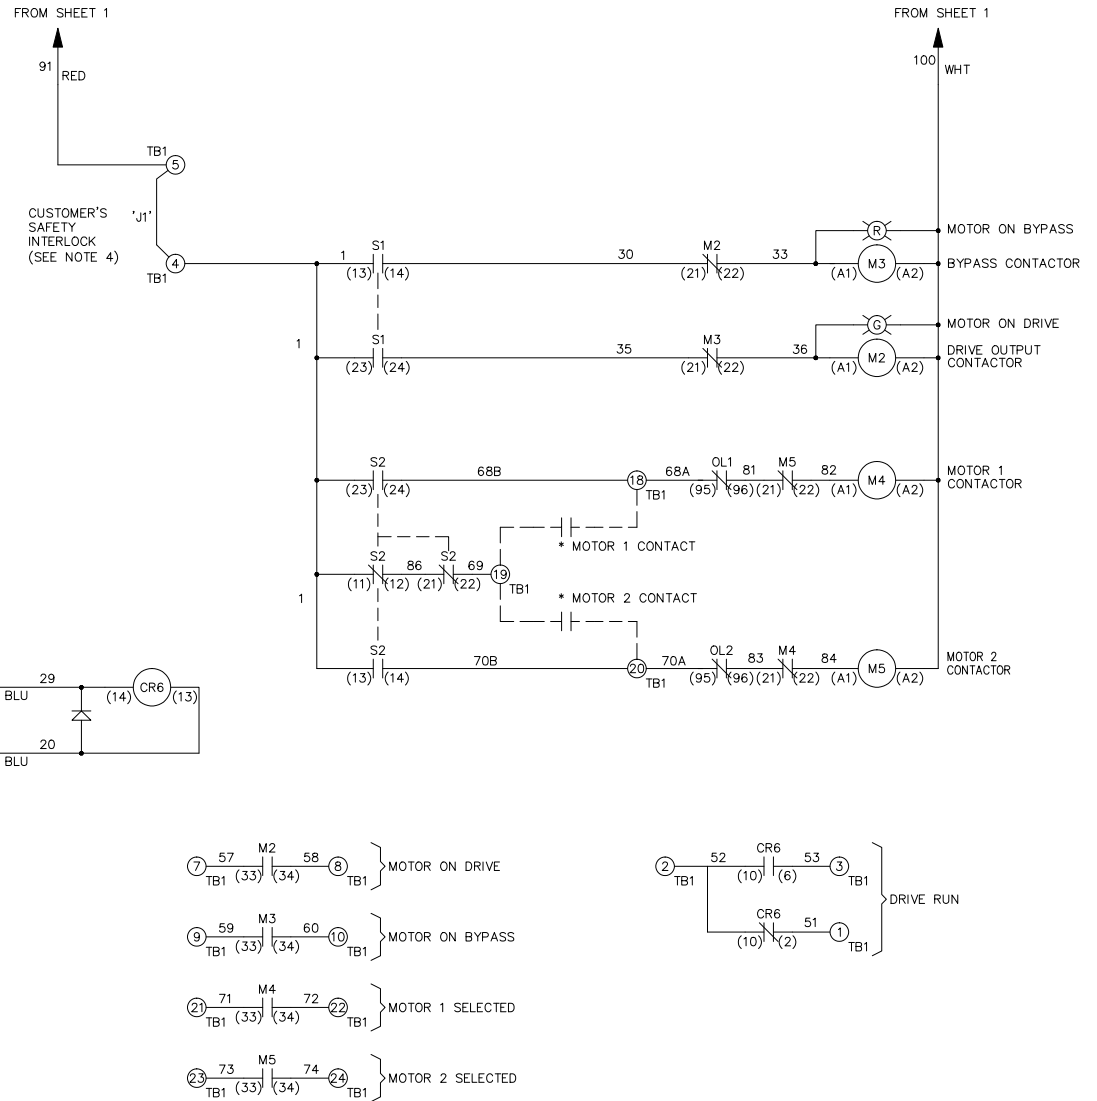 FROM SHEET 1
FROM SHEET 1
91
RED
100
WHT
TB1
5
CUSTOMER'S
SAFETY
INTERLOCK
(SEE NOTE 4)
'J1'
4
TB1
R
MOTOR ON BYPASS
1
S1
(13) (14)
30
M2
(21) (22)
33
(A1)
M3
(A2)
BYPASS CONTACTOR
G
MOTOR ON DRIVE
1
S1
(23) (24)
35
M3
(21) (22)
36
(A1)
M2
(A2)
DRIVE OUTPUT
CONTACTOR
S2
(23) (24)
68B
18
TB1
68A
OL1
(95) (96)
81
M5
(21) (22)
82
(A1)
M4
(A2)
MOTOR 1
CONTACTOR
* MOTOR 1 CONTACT
S2
(11) (12)
86
S2
(21) (22)
69
19
TB1
1
* MOTOR 2 CONTACT
S2
(13) (14)
70B
20
TB1
70A
OL2
(95) (96)
83
M4
(21) (22)
84
(A1)
M5
(A2)
MOTOR 2
CONTACTOR
29
BLU
(14)
CR6
(13)
20
BLU
7
TB1
57
M2
(33) (34)
58
8
TB1
MOTOR ON DRIVE
9
TB1
59
M3
(33) (34)
60
10
TB1
MOTOR ON BYPASS
21
TB1
71
M4
(33) (34)
72
22
TB1
MOTOR 1 SELECTED
23
TB1
73
M5
(33) (34)
74
24
TB1
MOTOR 2 SELECTED
2
TB1
52
CR6
(10) (6)
53
3
TB1
CR6
(10) (2)
51
1
TB1
DRIVE RUN